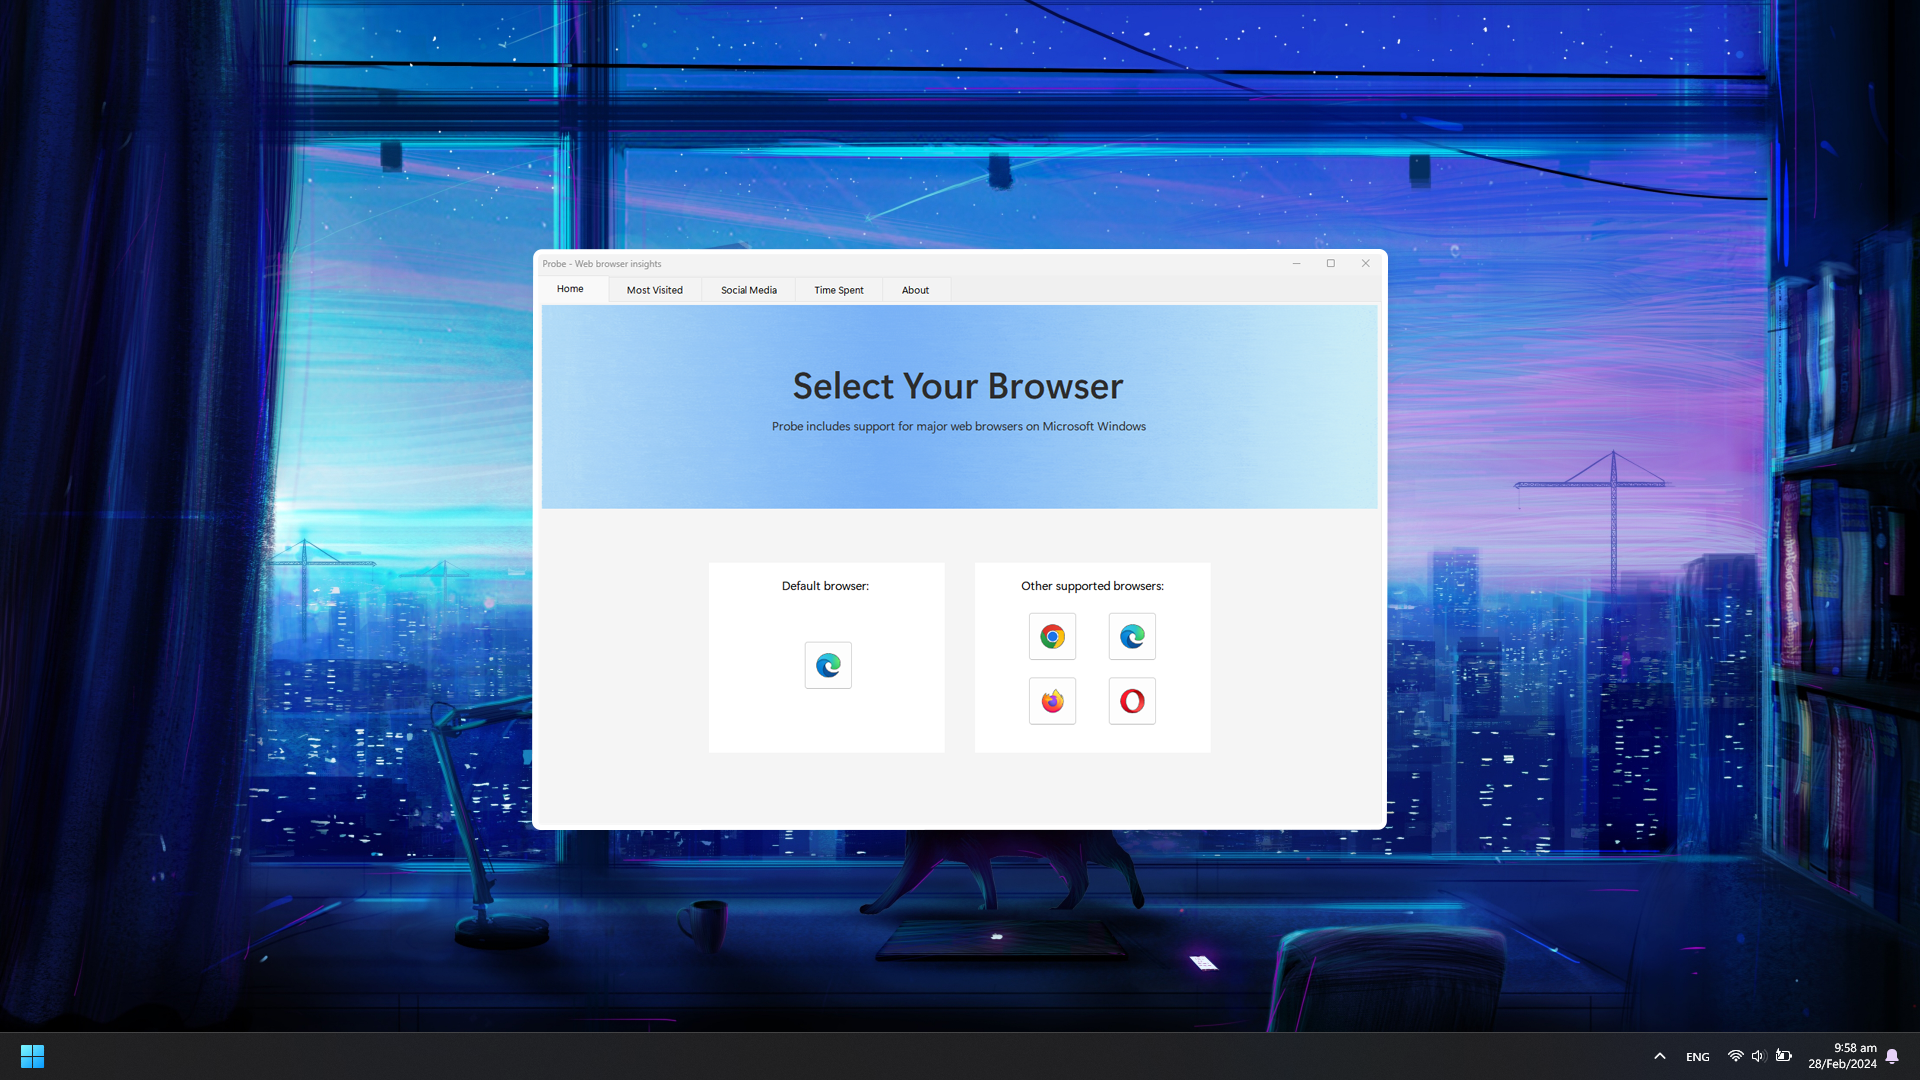 Probe - Web browser insights
Home
Most Visited
Social Media
Time Spent
About
Select Your Browser
Probe includes support for major web browsers on Microsoft Windows
Default browser:
Other supported browsers:
ENG
9:58 am
28/Feb/2024